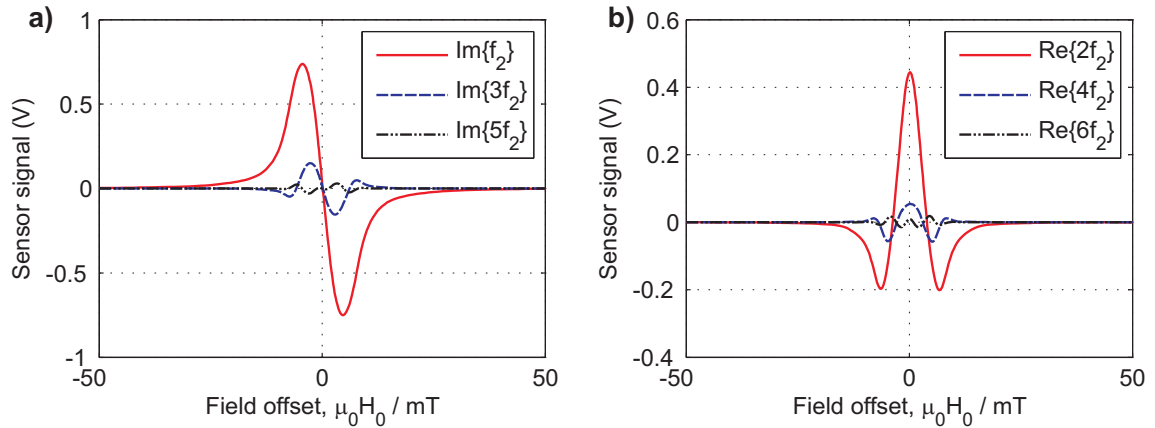 a)
1
0.5
0
-0.5
-1
-50
0
50
Sensor signal (V)
Field offset, μ₀H₀ / mT
Im{f₂}
Im{3f₂}
Im{5f₂}
b)
0.6
0.4
0.2
0
-0.2
-0.4
-50
0
50
Sensor signal (V)
Field offset, μ₀H₀ / mT
Re{2f₂}
Re{4f₂}
Re{6f₂}